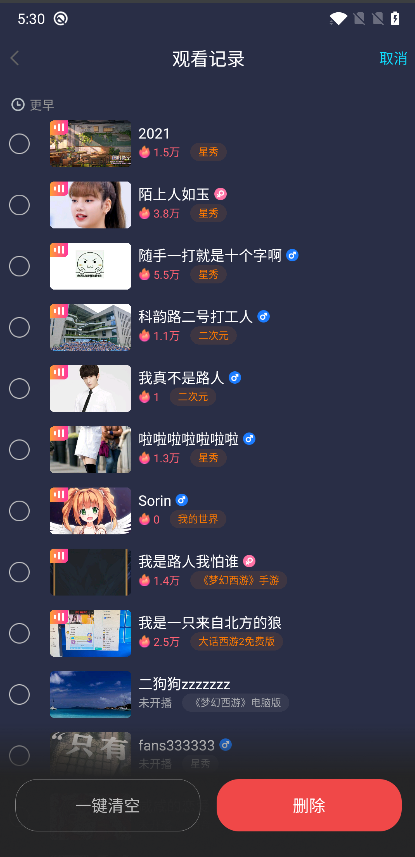 5:30
观看记录
取消
更早
2021
1.5万 星秀
陌上人如玉
3.8万 星秀
随手一打就是十个字啊
5.5万 星秀
科韵路二号打工人
1.1万 二次元
我真不是路人
1 二次元
啦啦啦啦啦啦啦
1.3万 星秀
Sorin
0 我的世界
我是路人我怕谁
1.4万 《梦幻西游》手游
我是一只来自北方的狼
2.5万 大话西游2免费版
二狗狗zzzzzzz
未开播 《梦幻西游》电脑版
“只有
fans333333
未开播 星秀
一键清空
删除